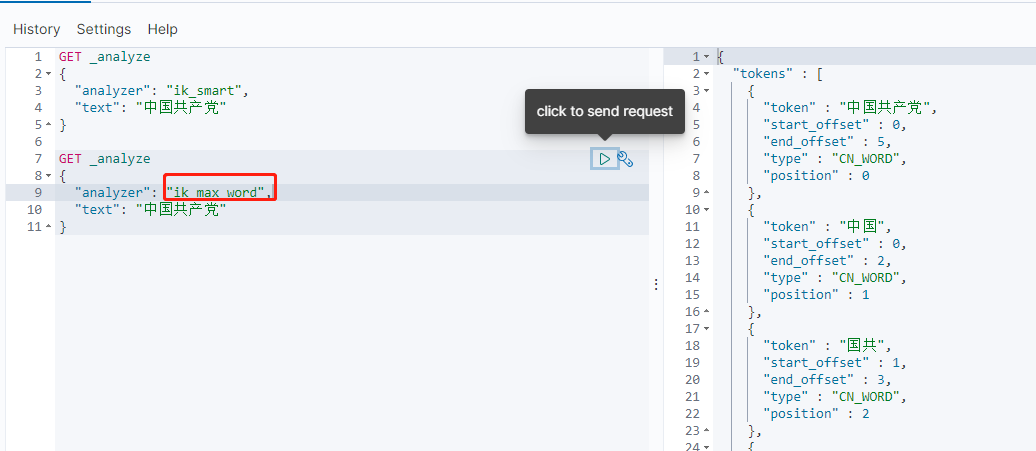 History Settings Help
1 GET _analyze
2 {
3 "analyzer": "ik_smart",
4 "text": "中国共产党"
5 }
6
7 GET _analyze
8 {
9 "analyzer": "ik_max_word",
10 "text": "中国共产党"
11 }
click to send request
1 {
2 "tokens" : [
3 {
4 "token" : "中国共产党",
5 "start_offset" : 0,
6 "end_offset" : 5,
7 "type" : "CN_WORD",
8 "position" : 0
9 },
10 {
11 "token" : "中国",
12 "start_offset" : 0,
13 "end_offset" : 2,
14 "type" : "CN_WORD",
15 "position" : 1
16 },
17 {
18 "token" : "国共",
19 "start_offset" : 1,
20 "end_offset" : 3,
21 "type" : "CN_WORD",
22 "position" : 2
23 },
24 {